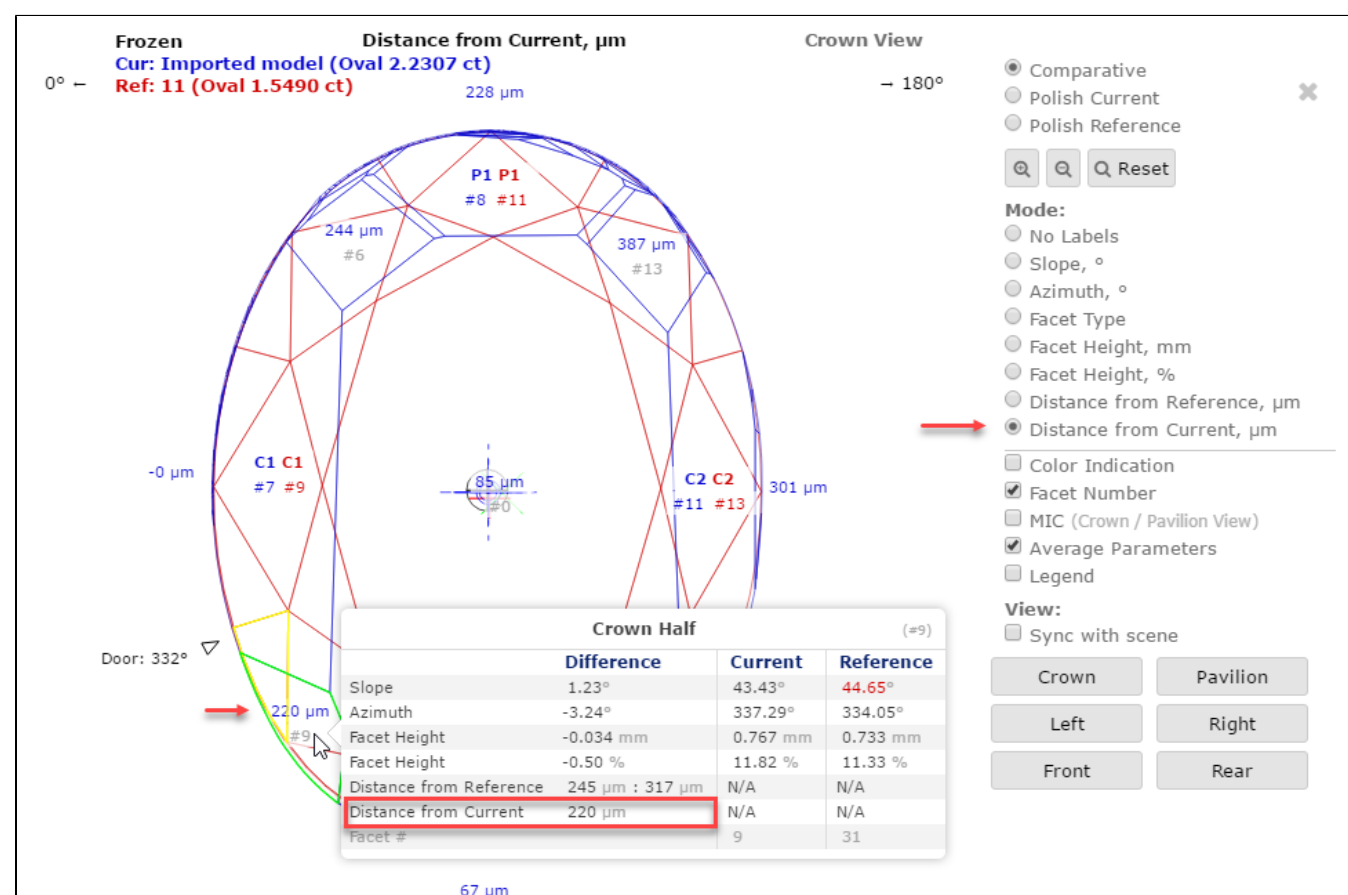 Frozen Distance from Current, μm Crown View
Cur: Imported model (Oval 2.2307 ct)
0° ← Ref: 11 (Oval 1.5490 ct) → 180°
228 μm
P1 P1
#8 #11
244 μm
#6
387 μm
#13
-0 μm
C1 C1
#7 #9
85 μm
#0
C2 C2
#11 #13
301 μm
Door: 332°
220 μm
#9
Crown Half (#9)
Difference Current Reference
Slope 1.23° 43.43° 44.65°
Azimuth -3.24° 337.29° 334.05°
Facet Height -0.034 mm 0.767 mm 0.733 mm
Facet Height -0.50 % 11.82 % 11.33 %
Distance from Reference 245 μm : 317 μm N/A N/A
Distance from Current 220 μm N/A N/A
Facet # 9 31
67 μm
Comparative
Polish Current
Polish Reference
Reset
Mode:
No Labels
Slope, °
Azimuth, °
Facet Type
Facet Height, mm
Facet Height, %
Distance from Reference, μm
Distance from Current, μm
Color Indication
Facet Number
MIC (Crown / Pavilion View)
Average Parameters
Legend
View:
Sync with scene
Crown Pavilion
Left Right
Front Rear